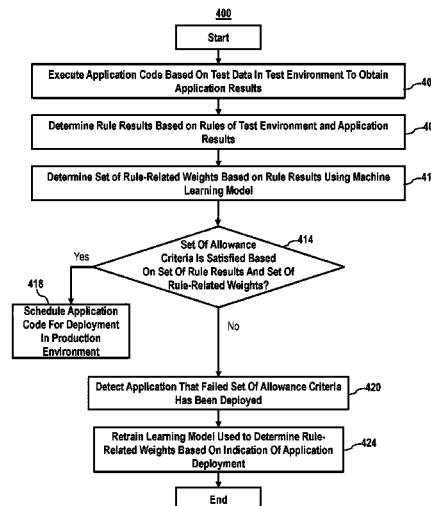 400
Start
Execute Application Code Based On Test Data In Test Environment To Obtain
Application Results
Determine Rule Results Based on Rules of Test Environment and Application
Results
Determine Set of Rule-Related Weights Based on Rule Results Using Machine
Learning Model
Set Of Allowance
Criteria Is Satisfied Based
On Set Of Rule Results And Set Of
Rule-Related Weights?
414
Yes
418
Schedule Application
Code For Deployment
In Production
Environment
No
Detect Application That Failed Set Of Allowance Criteria
Has Been Deployed
420
Retrain Learning Model Used to Determine Rule-
Related Weights Based On Indication Of Application
Deployment
424
End